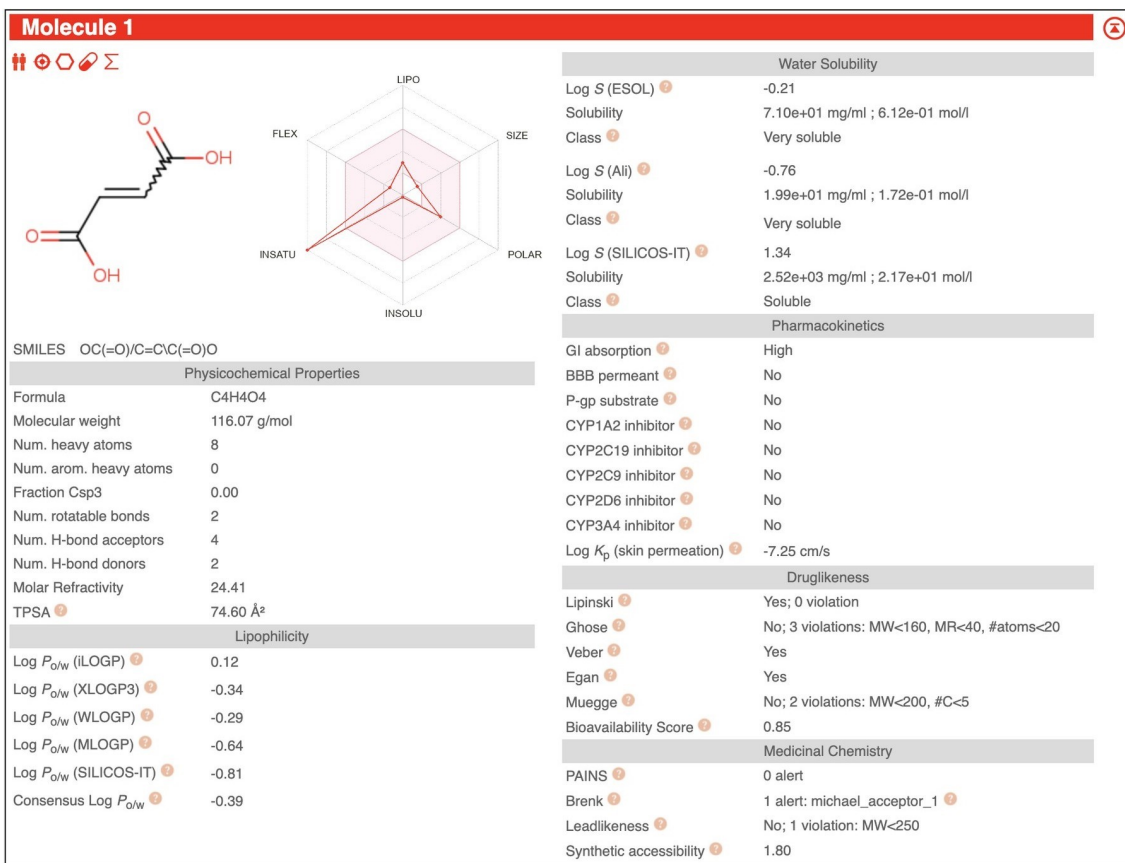 Molecule 1
O
OH
O
OH
LIPO
FLEX
SIZE
INSATU
POLAR
INSOLU
SMILES OC(=O)/C=C\C(=O)O
Physicochemical Properties
Formula C4H4O4
Molecular weight 116.07 g/mol
Num. heavy atoms 8
Num. arom. heavy atoms 0
Fraction Csp3 0.00
Num. rotatable bonds 2
Num. H-bond acceptors 4
Num. H-bond donors 2
Molar Refractivity 24.41
TPSA ? 74.60 Å²
Lipophilicity
Log Po/w (iLOGP) ? 0.12
Log Po/w (XLOGP3) ? -0.34
Log Po/w (WLOGP) ? -0.29
Log Po/w (MLOGP) ? -0.64
Log Po/w (SILICOS-IT) ? -0.81
Consensus Log Po/w ? -0.39
Water Solubility
Log S (ESOL) ? -0.21
Solubility 7.10e+01 mg/ml ; 6.12e-01 mol/l
Class ? Very soluble
Log S (Ali) ? -0.76
Solubility 1.99e+01 mg/ml ; 1.72e-01 mol/l
Class ? Very soluble
Log S (SILICOS-IT) ? 1.34
Solubility 2.52e+03 mg/ml ; 2.17e+01 mol/l
Class ? Soluble
Pharmacokinetics
GI absorption ? High
BBB permeant ? No
P-gp substrate ? No
CYP1A2 inhibitor ? No
CYP2C19 inhibitor ? No
CYP2C9 inhibitor ? No
CYP2D6 inhibitor ? No
CYP3A4 inhibitor ? No
Log Kp (skin permeation) ? -7.25 cm/s
Druglikeness
Lipinski ? Yes; 0 violation
Ghose ? No; 3 violations: MW<160, MR<40, #atoms<20
Veber ? Yes
Egan ? Yes
Muegge ? No; 2 violations: MW<200, #C<5
Bioavailability Score ? 0.85
Medicinal Chemistry
PAINS ? 0 alert
Brenk ? 1 alert: michael_acceptor_1 ?
Leadlikeness ? No; 1 violation: MW<250
Synthetic accessibility ? 1.80